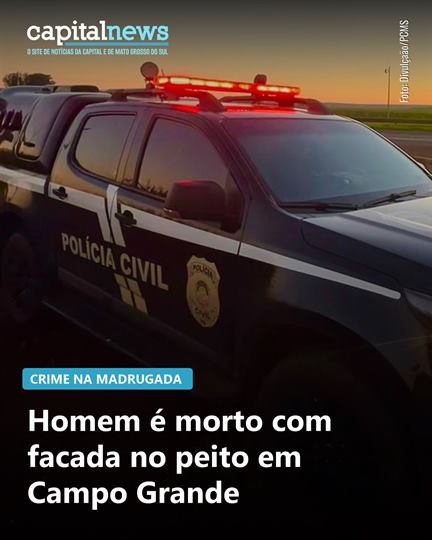 capitalnews
O SITE DE NOTÍCIAS DA CAPITAL E DE MATO GROSSO DO SUL
Foto: Divulgação/PCMS
POLÍCIA CIVIL
POLÍCIA
CRIME NA MADRUGADA
Homem é morto com
facada no peito em
Campo Grande